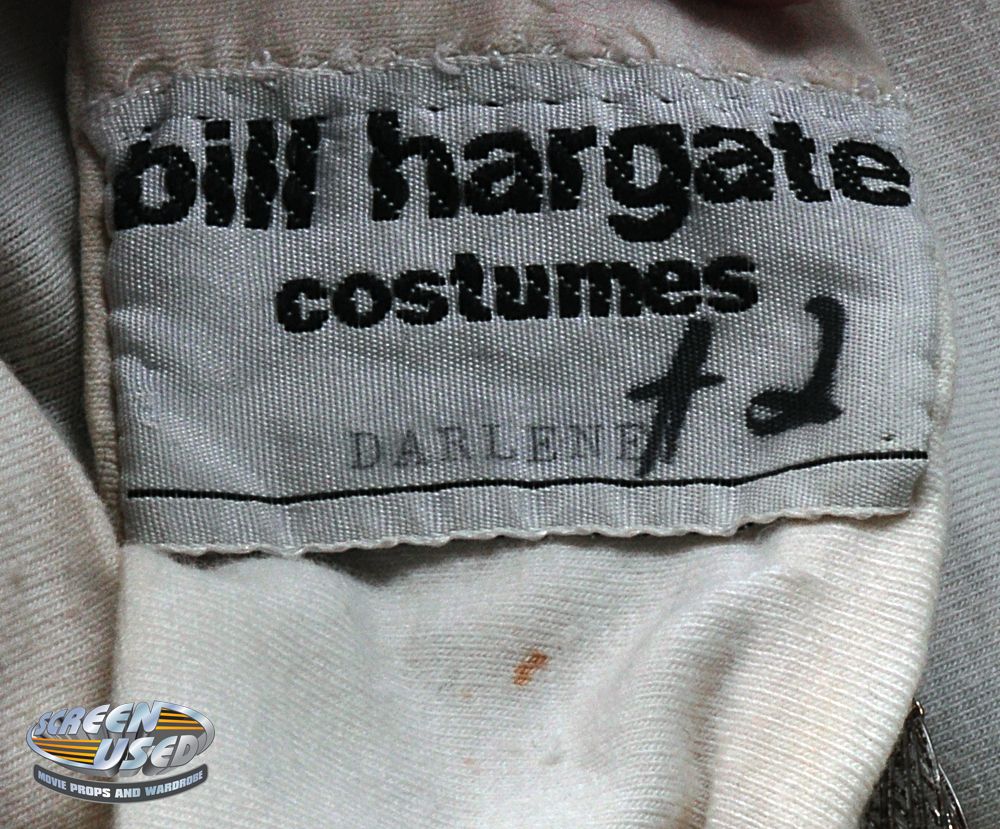 bill hargate
costumes
DARLENE
#2
SCREEN
USED
MOVIE PROPS AND WARDROBE